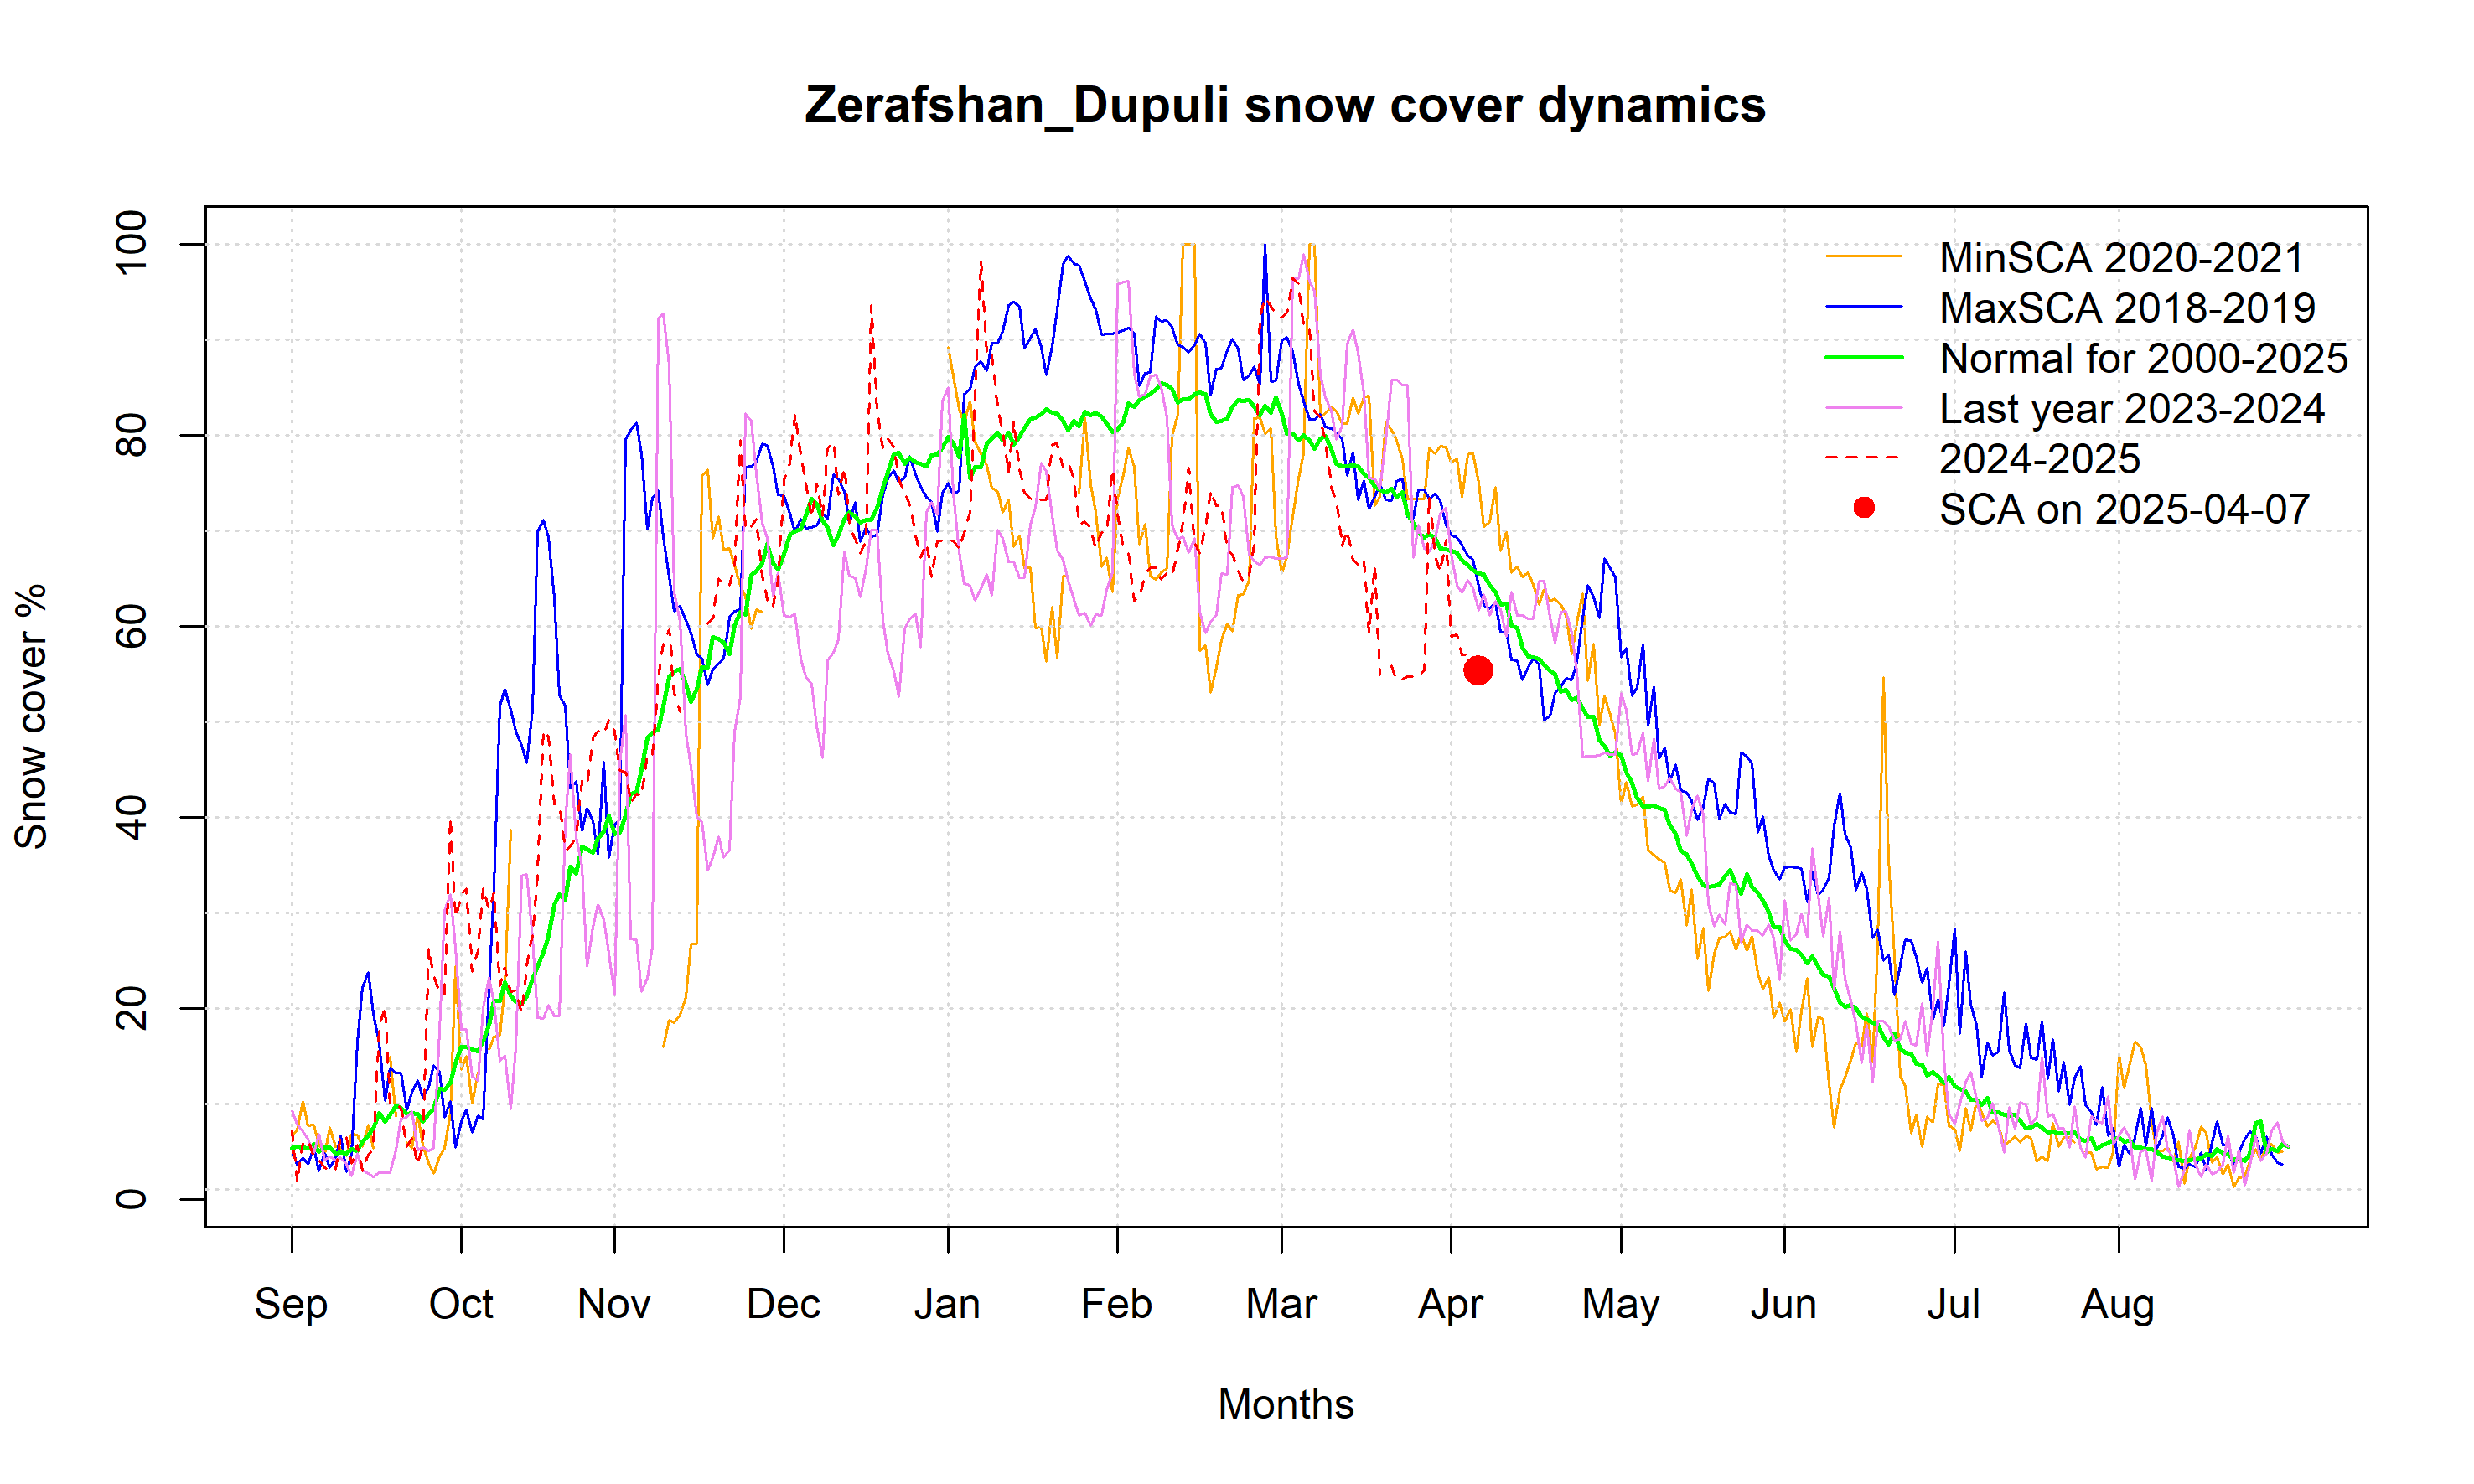 Zerafshan_Dupuli snow cover dynamics
MinSCA 2020-2021
MaxSCA 2018-2019
Normal for 2000-2025
Last year 2023-2024
2024-2025
SCA on 2025-04-07
Snow cover %
100
80
60
40
20
0
Sep Oct Nov Dec Jan Feb Mar Apr May Jun Jul Aug
Months